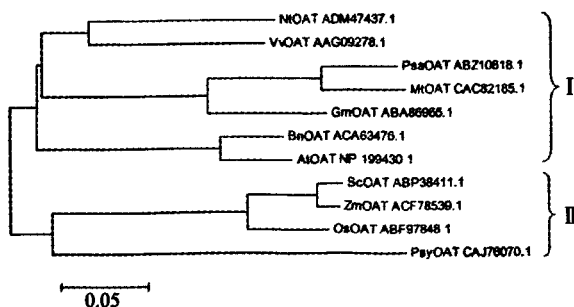 NtOAT ADM47437.1
VvOAT AAG09278.1
PsaOAT ABZ10818.1
MtOAT CAC82185.1
GmOAT ABA86965.1
BnOAT ACA63476.1
AtOAT NP 199430 1
ScOAT ABP38411.1
ZmOAT ACF78539.1
OsOAT ABF97848 1
PsyOAT CAJ76070.1
I
II
0.05